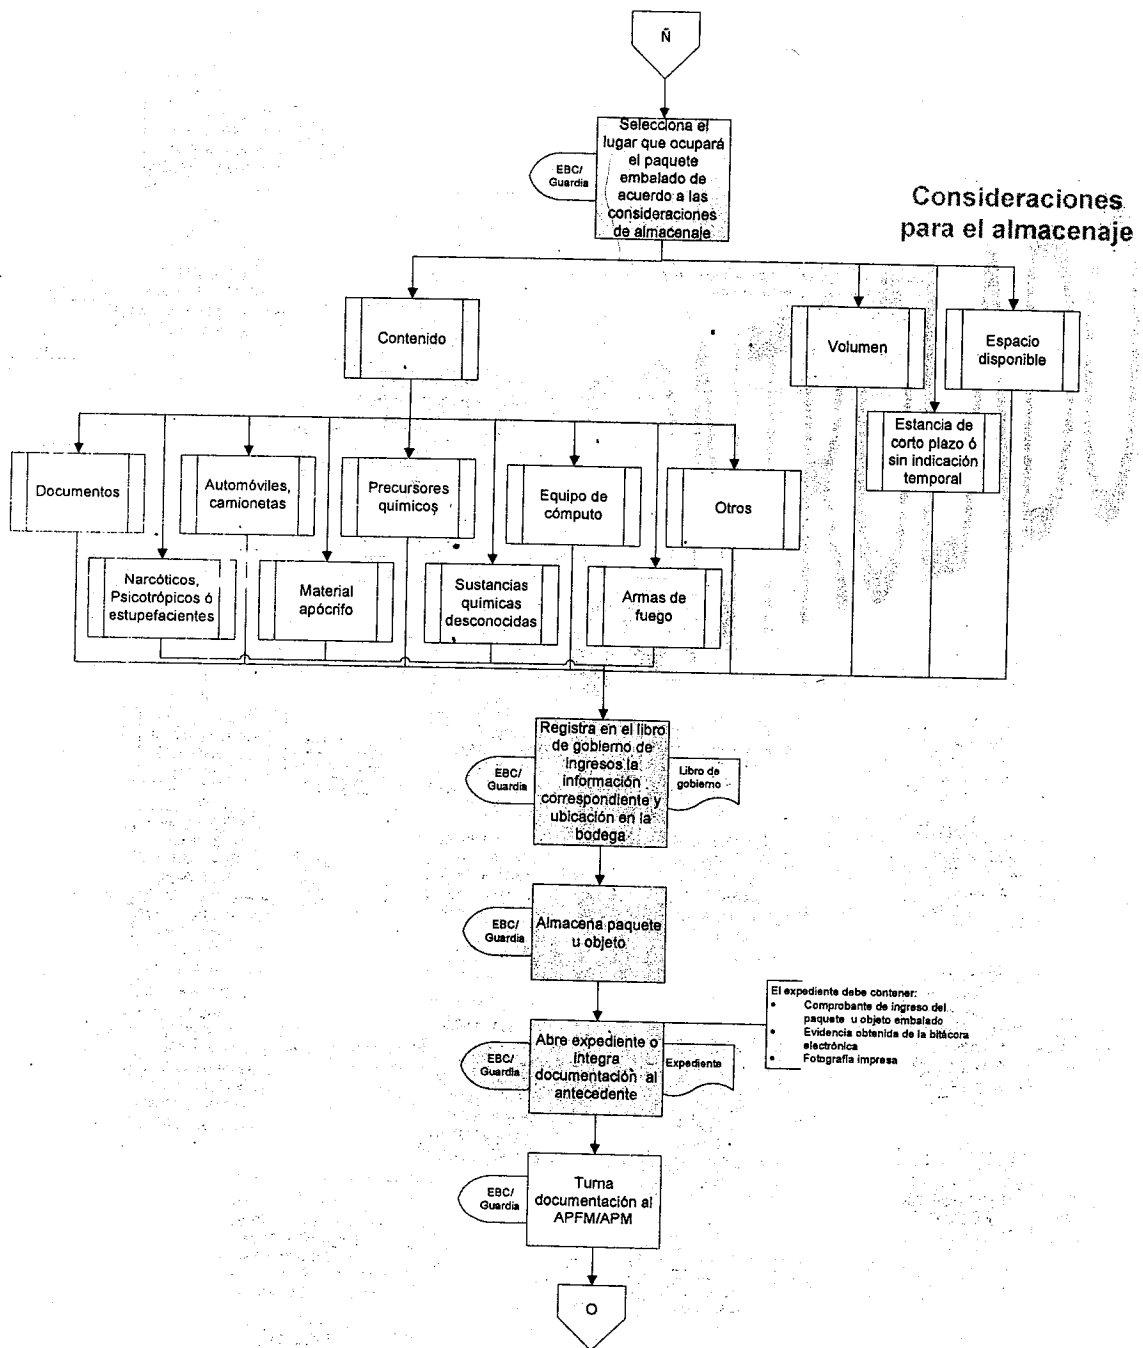 Ñ
Selecciona el
lugar que ocupará
el paquete
embalado de
acuerdo a las
consideraciones
de almacenaje
EBC/
Guardia
Consideraciones
para el almacenaje
Contenido
Volumen
Espacio
disponible
Estancia de
corto plazo ó
sin indicación
temporal
Documentos
Automóviles,
camionetas
Precursores
químicos
Equipo de
cómputo
Otros
Narcóticos,
Psicotrópicos ó
estupefacientes
Material
apócrifo
Sustancias
químicas
desconocidas
Armas de
fuego
Registra en el libro
de gobierno de
ingresos la
información
correspondiente y
ubicación en la
bodega
EBC/
Guardia
Libro de
gobierno
Almacena paquete
u objeto
EBC/
Guardia
El expediente debe contener:
• Comprobante de ingreso del
paquete u objeto embalado
• Evidencia obtenida de la bitácora
electrónica
• Fotografía impresa
Abre expediente o
integra
documentación al
antecedente
EBC/
Guardia
Expediente
Turna
documentación al
APFM/APM
EBC/
Guardia
O